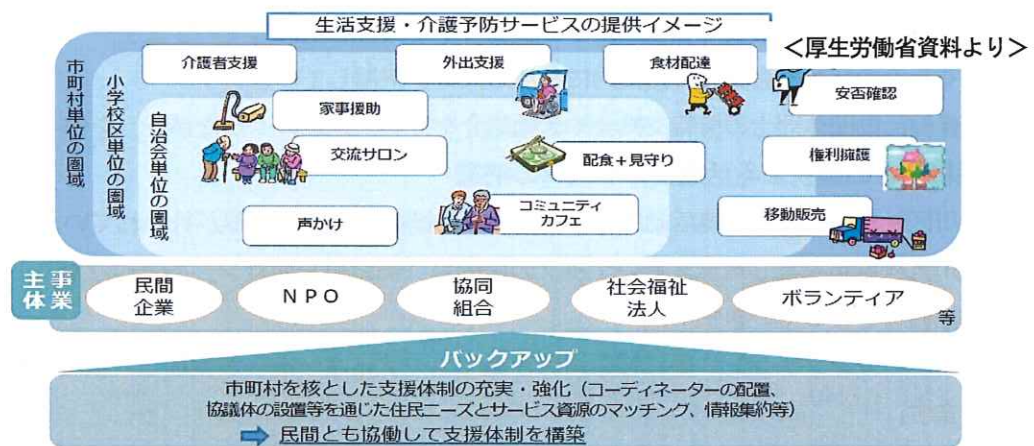 生活支援・介護予防サービスの提供イメージ
＜厚生労働省資料より＞
市町村単位の圏域
小学校区単位の圏域
自治会単位の圏域
介護者支援
外出支援
食材配達
安否確認
家事援助
交流サロン
配食＋見守り
権利擁護
声かけ
コミュニティ
カフェ
移動販売
事業
主体
民間
企業
ＮＰＯ
協同
組合
社会福祉
法人
ボランティア
等
バックアップ
市町村を核とした支援体制の充実・強化（コーディネーターの配置、
協議体の設置等を通じた住民ニーズとサービス資源のマッチング、情報集約等）
民間とも協働して支援体制を構築